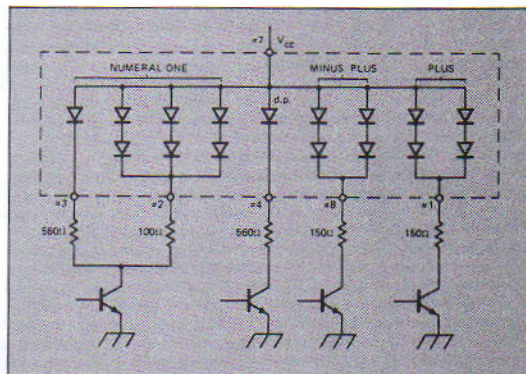 #7 Vcc
NUMERAL ONE
MINUS PLUS
PLUS
d.p.
#3
#2
#4
#8
#1
560Ω
100Ω
560Ω
150Ω
150Ω